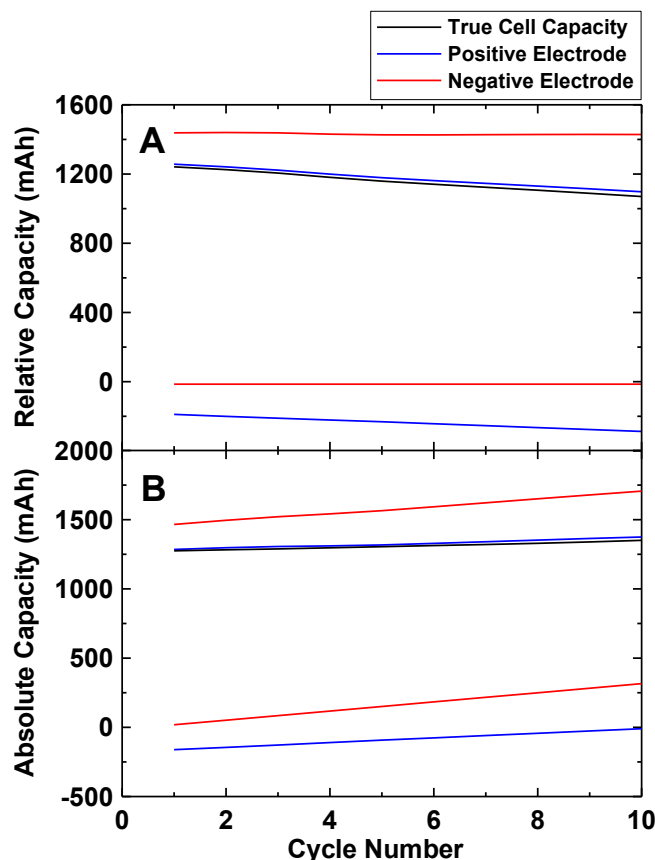 True Cell Capacity
Positive Electrode
Negative Electrode
Relative Capacity (mAh)
1600
1200
800
400
0
A
Absolute Capacity (mAh)
2000
1500
1000
500
0
-500
B
0 2 4 6 8 10
Cycle Number